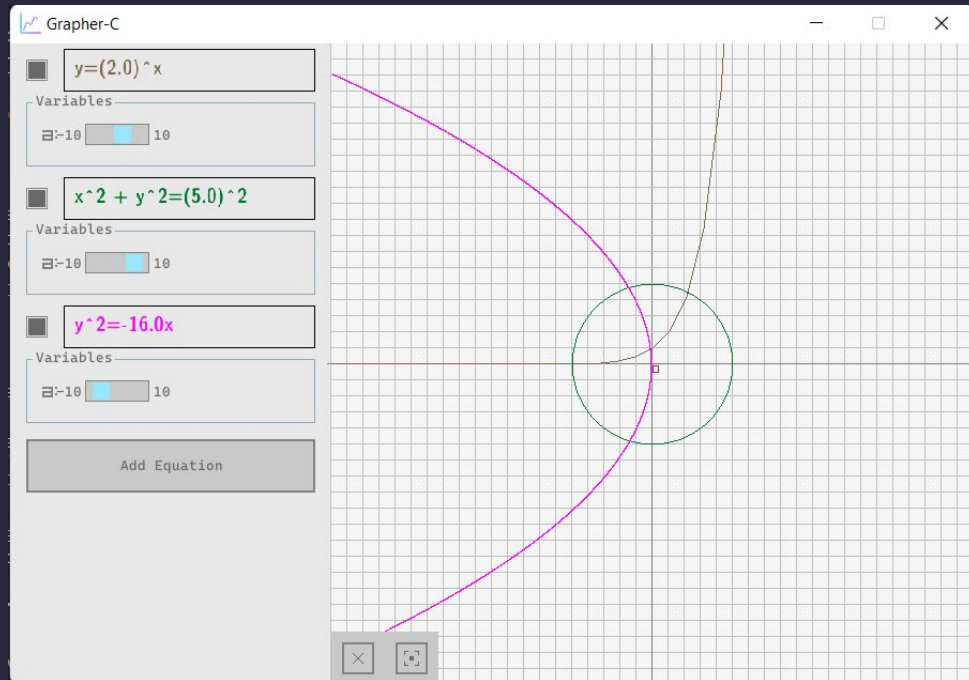 Grapher-C
y=(2.0)^x
Variables
a:-10 10
x^2 + y^2=(5.0)^2
Variables
a:-10 10
y^2=-16.0x
Variables
a:-10 10
Add Equation